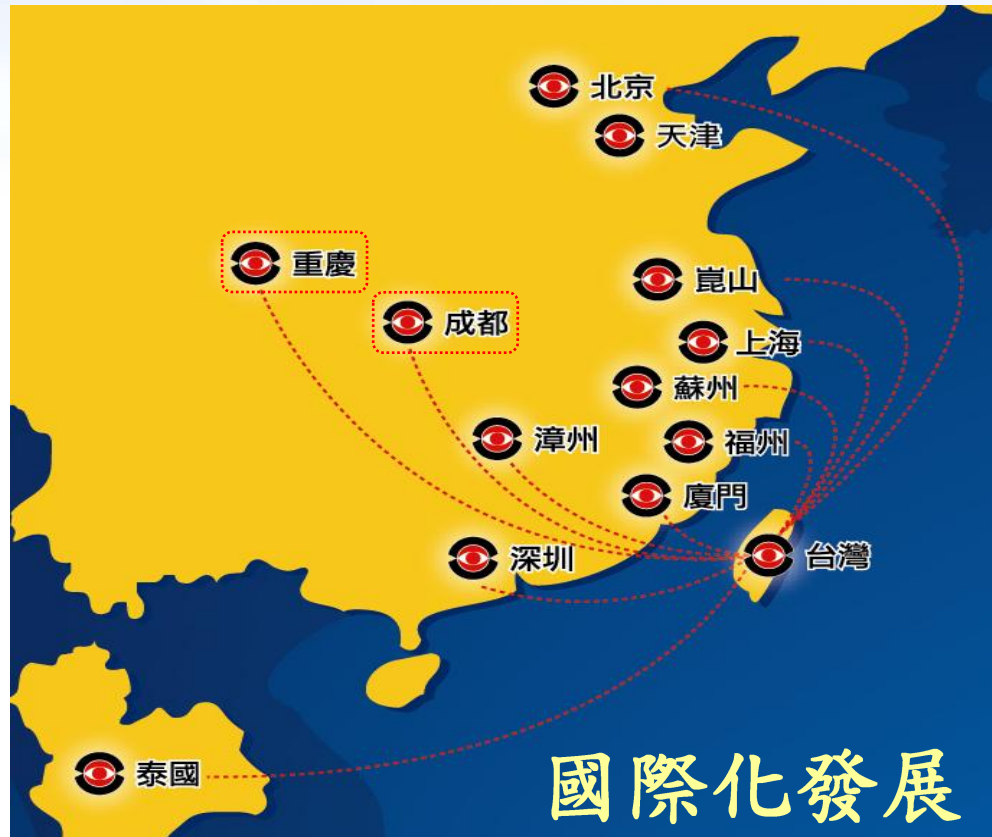 北京
天津
重慶
崑山
成都
上海
蘇州
漳州
福州
廈門
深圳
台灣
泰國
國際化發展